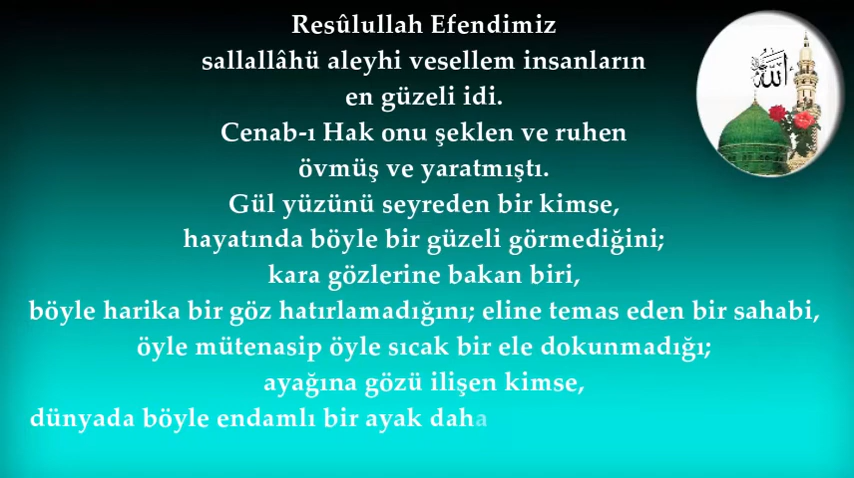 Resûlullah Efendimiz
sallallâhü aleyhi vesellem insanların
en güzeli idi.
Cenab-ı Hak onu şeklen ve ruhen
övmüş ve yaratmıştı.
Gül yüzünü seyreden bir kimse,
hayatında böyle bir güzeli görmediğini;
kara gözlerine bakan biri,
böyle harika bir göz hatırlamadığını; eline temas eden bir sahabi,
öyle mütenasip öyle sıcak bir ele dokunmadığı;
ayağına gözü ilişen kimse,
dünyada böyle endamlı bir ayak daha
الله